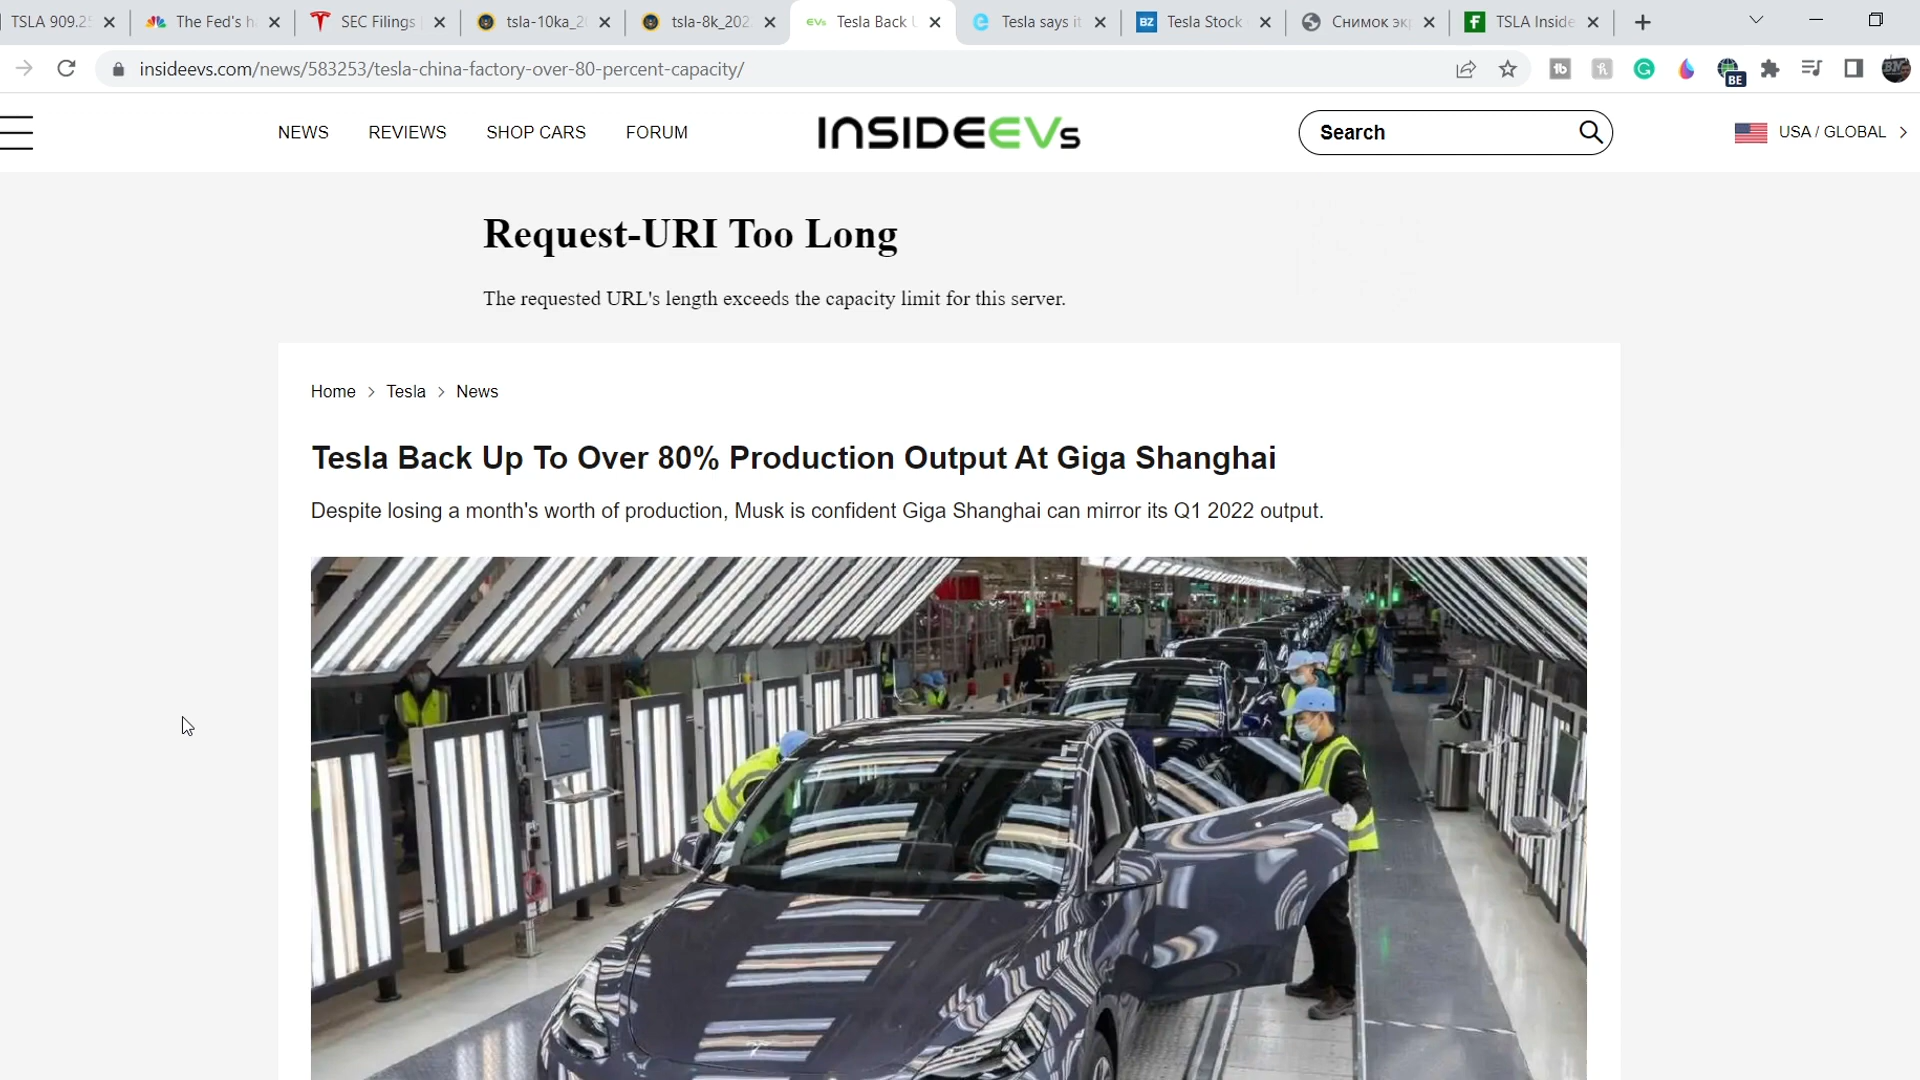 TSLA 909.2
The Fed's h
SEC Filings
tsla-10ka_2
tsla-8k_202
EVs Tesla Back U
Tesla says it
BZ Tesla Stock
Снимок эк
TSLA Inside
insideevs.com/news/583253/tesla-china-factory-over-80-percent-capacity/
BE
NEWS REVIEWS SHOP CARS FORUM
INSIDEEVs
Search
USA / GLOBAL
Request-URI Too Long
The requested URL's length exceeds the capacity limit for this server.
Home > Tesla > News
Tesla Back Up To Over 80% Production Output At Giga Shanghai
Despite losing a month's worth of production, Musk is confident Giga Shanghai can mirror its Q1 2022 output.